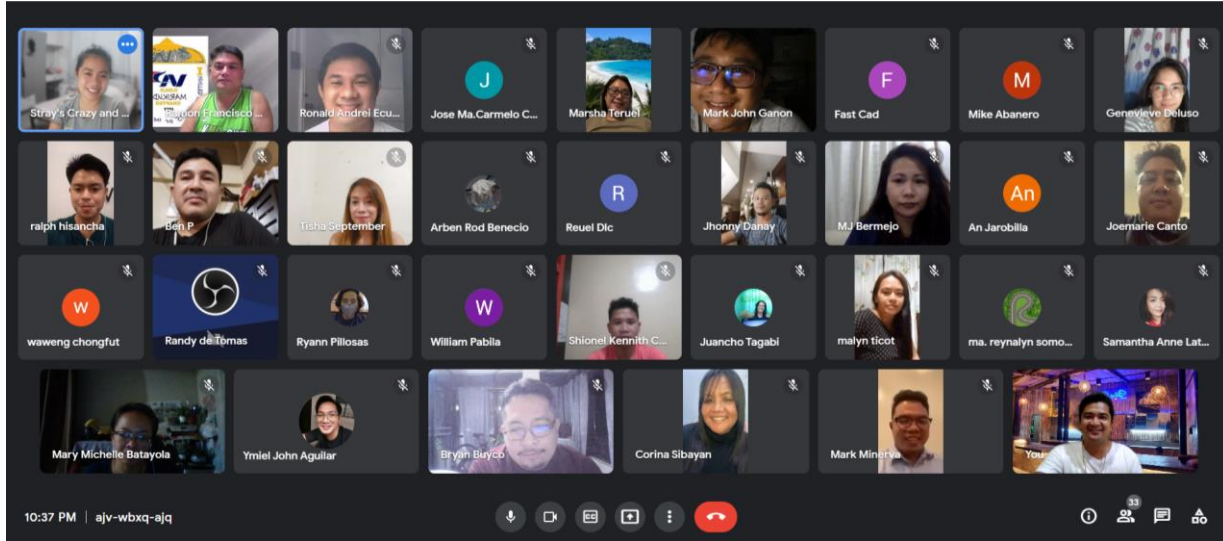 Stray's Crazy and ...
Francisco ...
Ronald Andrei Ecu...
J
Jose Ma.Carmelo C...
Marsha Teruel
Mark John Ganon
F
Fast Cad
M
Mike Abanero
Genevieve Deluso
ralph hisancha
Ben P
Tisha September
Arben Rod Benecio
R
Reuel Dlc
Jhonny Danay
MJ Bermejo
An
An Jarobilla
Joemarie Canto
w
waweng chongfut
Randy de Tomas
Ryann Pillosas
W
William Pabila
Shionel Kennith C...
Juancho Tagabi
malyn ticot
ma. reynalyn somo...
Samantha Anne Lat...
Mary Michelle Batayola
Ymiel John Aguilar
Bryan Buyco
Corina Sibayan
Mark Minerva
You
10:37 PM | ajv-wbxq-ajq
CC
33